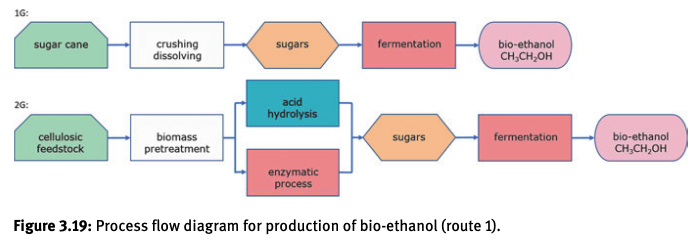 1G:
sugar cane
crushing
dissolving
sugars
fermentation
bio-ethanol
CH₃CH₂OH
2G:
cellulosic
feedstock
biomass
pretreatment
acid
hydrolysis
enzymatic
process
sugars
fermentation
bio-ethanol
CH₃CH₂OH
Figure 3.19: Process flow diagram for production of bio-ethanol (route 1).